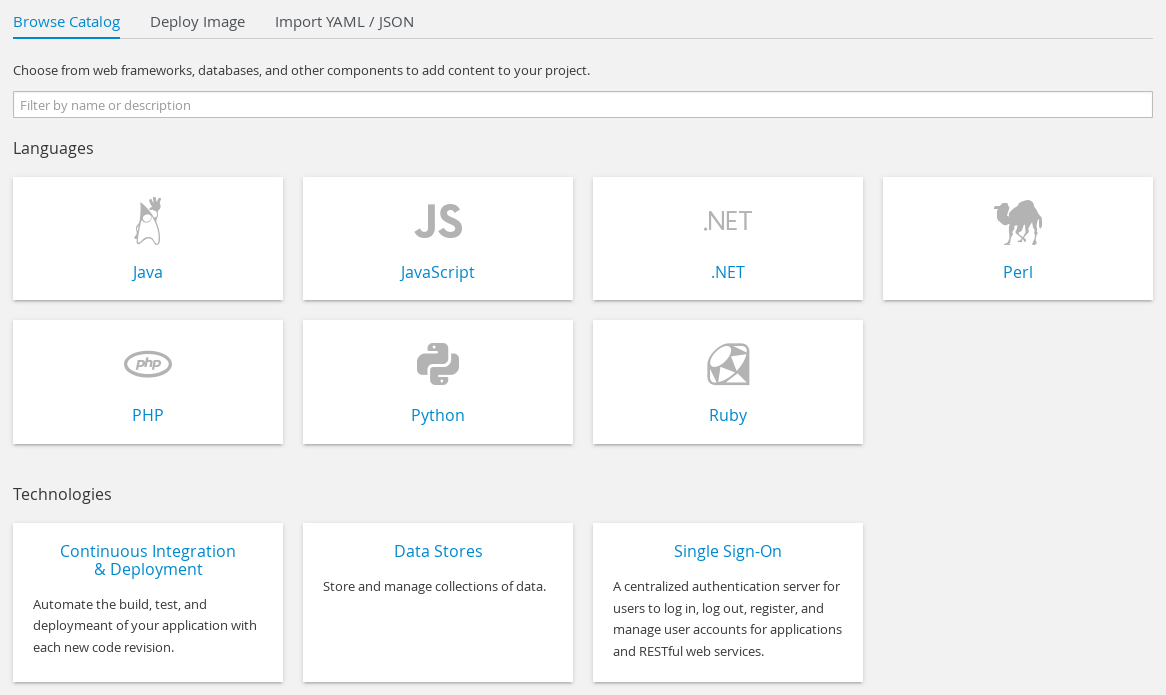 Browse Catalog Deploy Image Import YAML / JSON
Choose from web frameworks, databases, and other components to add content to your project.
Filter by name or description
Languages
JS .NET
Java JavaScript .NET Perl
php
PHP Python Ruby
Technologies
Continuous Integration
& Deployment
Automate the build, test, and
deploymeant of your application with
each new code revision.
Data Stores
Store and manage collections of data.
Single Sign-On
A centralized authentication server for
users to log in, log out, register, and
manage user accounts for applications
and RESTful web services.